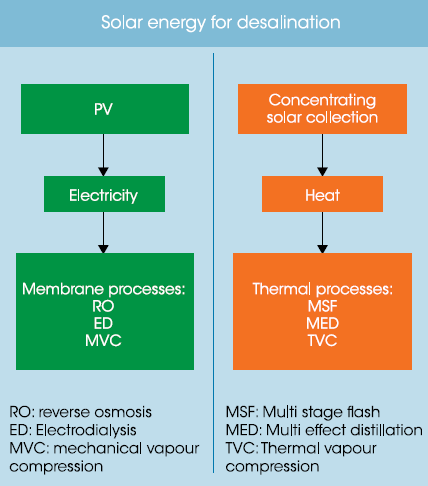 Solar energy for desalination
PV
Electricity
Membrane processes:
RO
ED
MVC
RO: reverse osmosis
ED: Electrodialysis
MVC: mechanical vapour
compression
Concentrating
solar collection
Heat
Thermal processes:
MSF
MED
TVC
MSF: Multi stage flash
MED: Multi effect distillation
TVC: Thermal vapour
compression